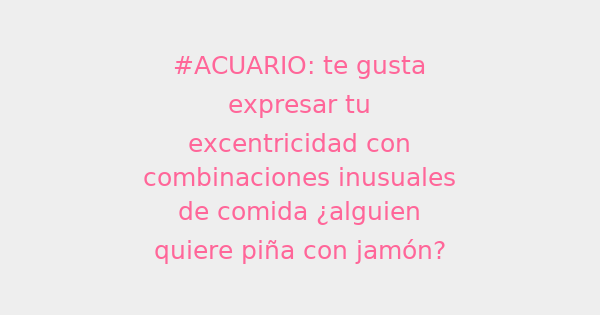 #ACUARIO: te gusta
expresar tu
excentricidad con
combinaciones inusuales
de comida ¿alguien
quiere piña con jamón?